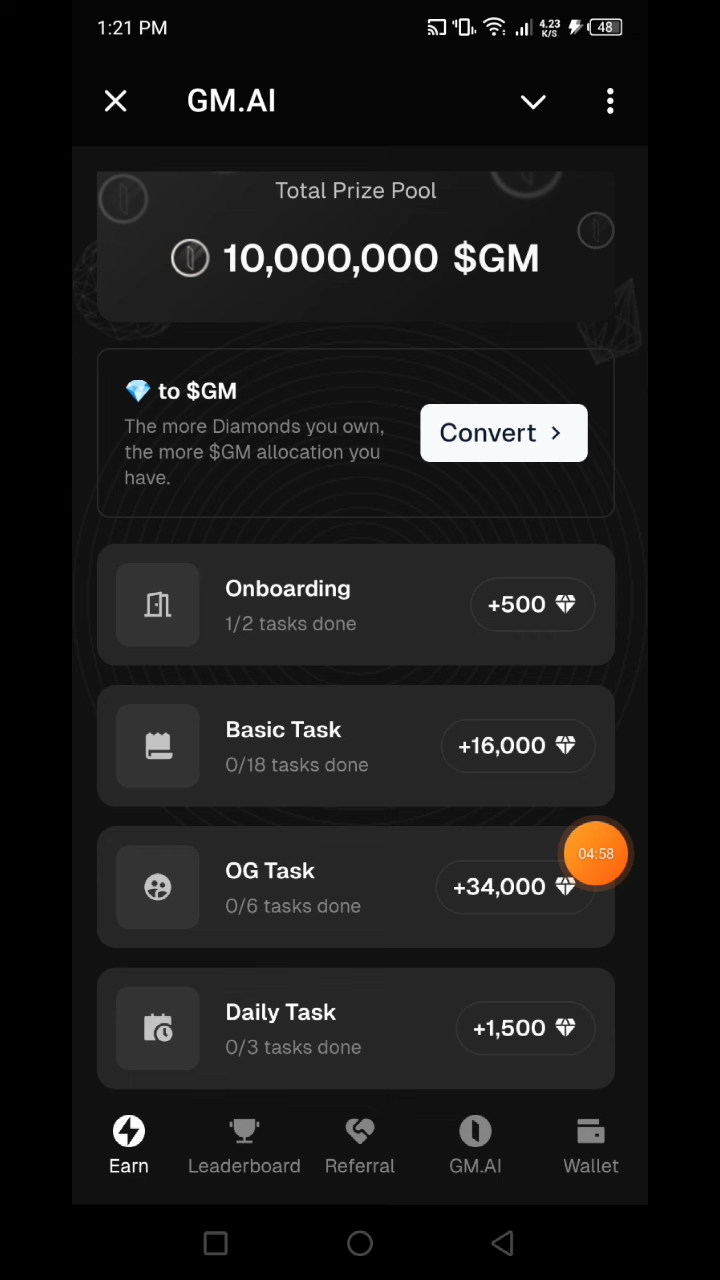 1:21 PM
4.23
K/S
48
GM.AI
Total Prize Pool
10,000,000 $GM
💎 to $GM
The more Diamonds you own,
the more $GM allocation you
have.
Convert
Onboarding
1/2 tasks done
+500
Basic Task
0/18 tasks done
+16,000
04:58
OG Task
0/6 tasks done
+34,000
Daily Task
0/3 tasks done
+1,500
Earn
Leaderboard
Referral
GM.AI
Wallet